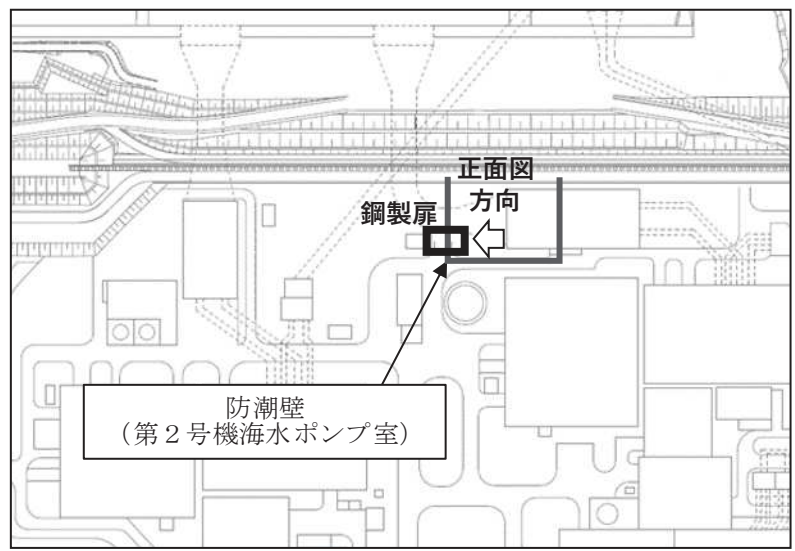 正面図
方向
鋼製扉
防潮壁
（第２号機海水ポンプ室）